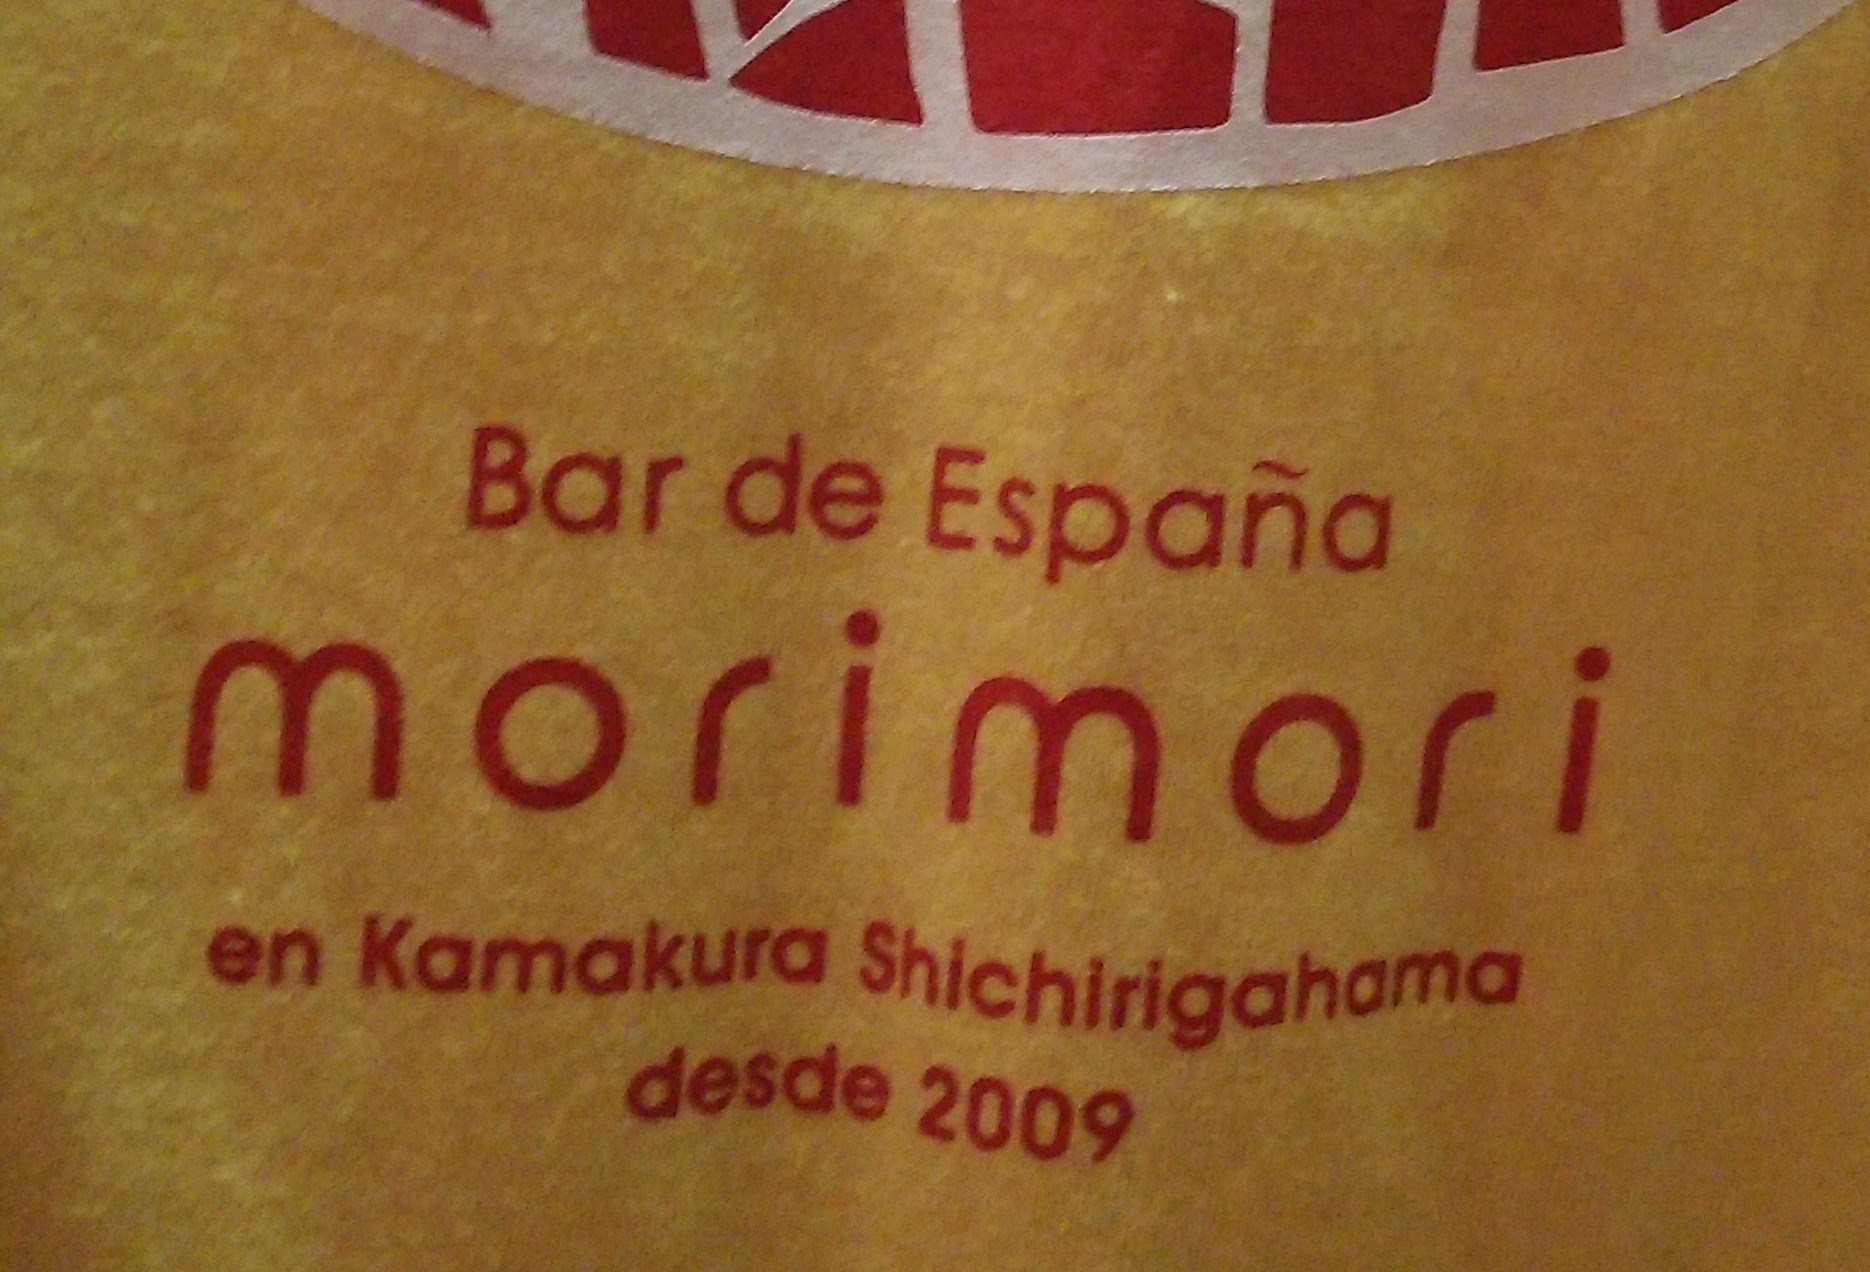 Bar de España
morimori
en Kamakura Shichirigahama
desde 2009